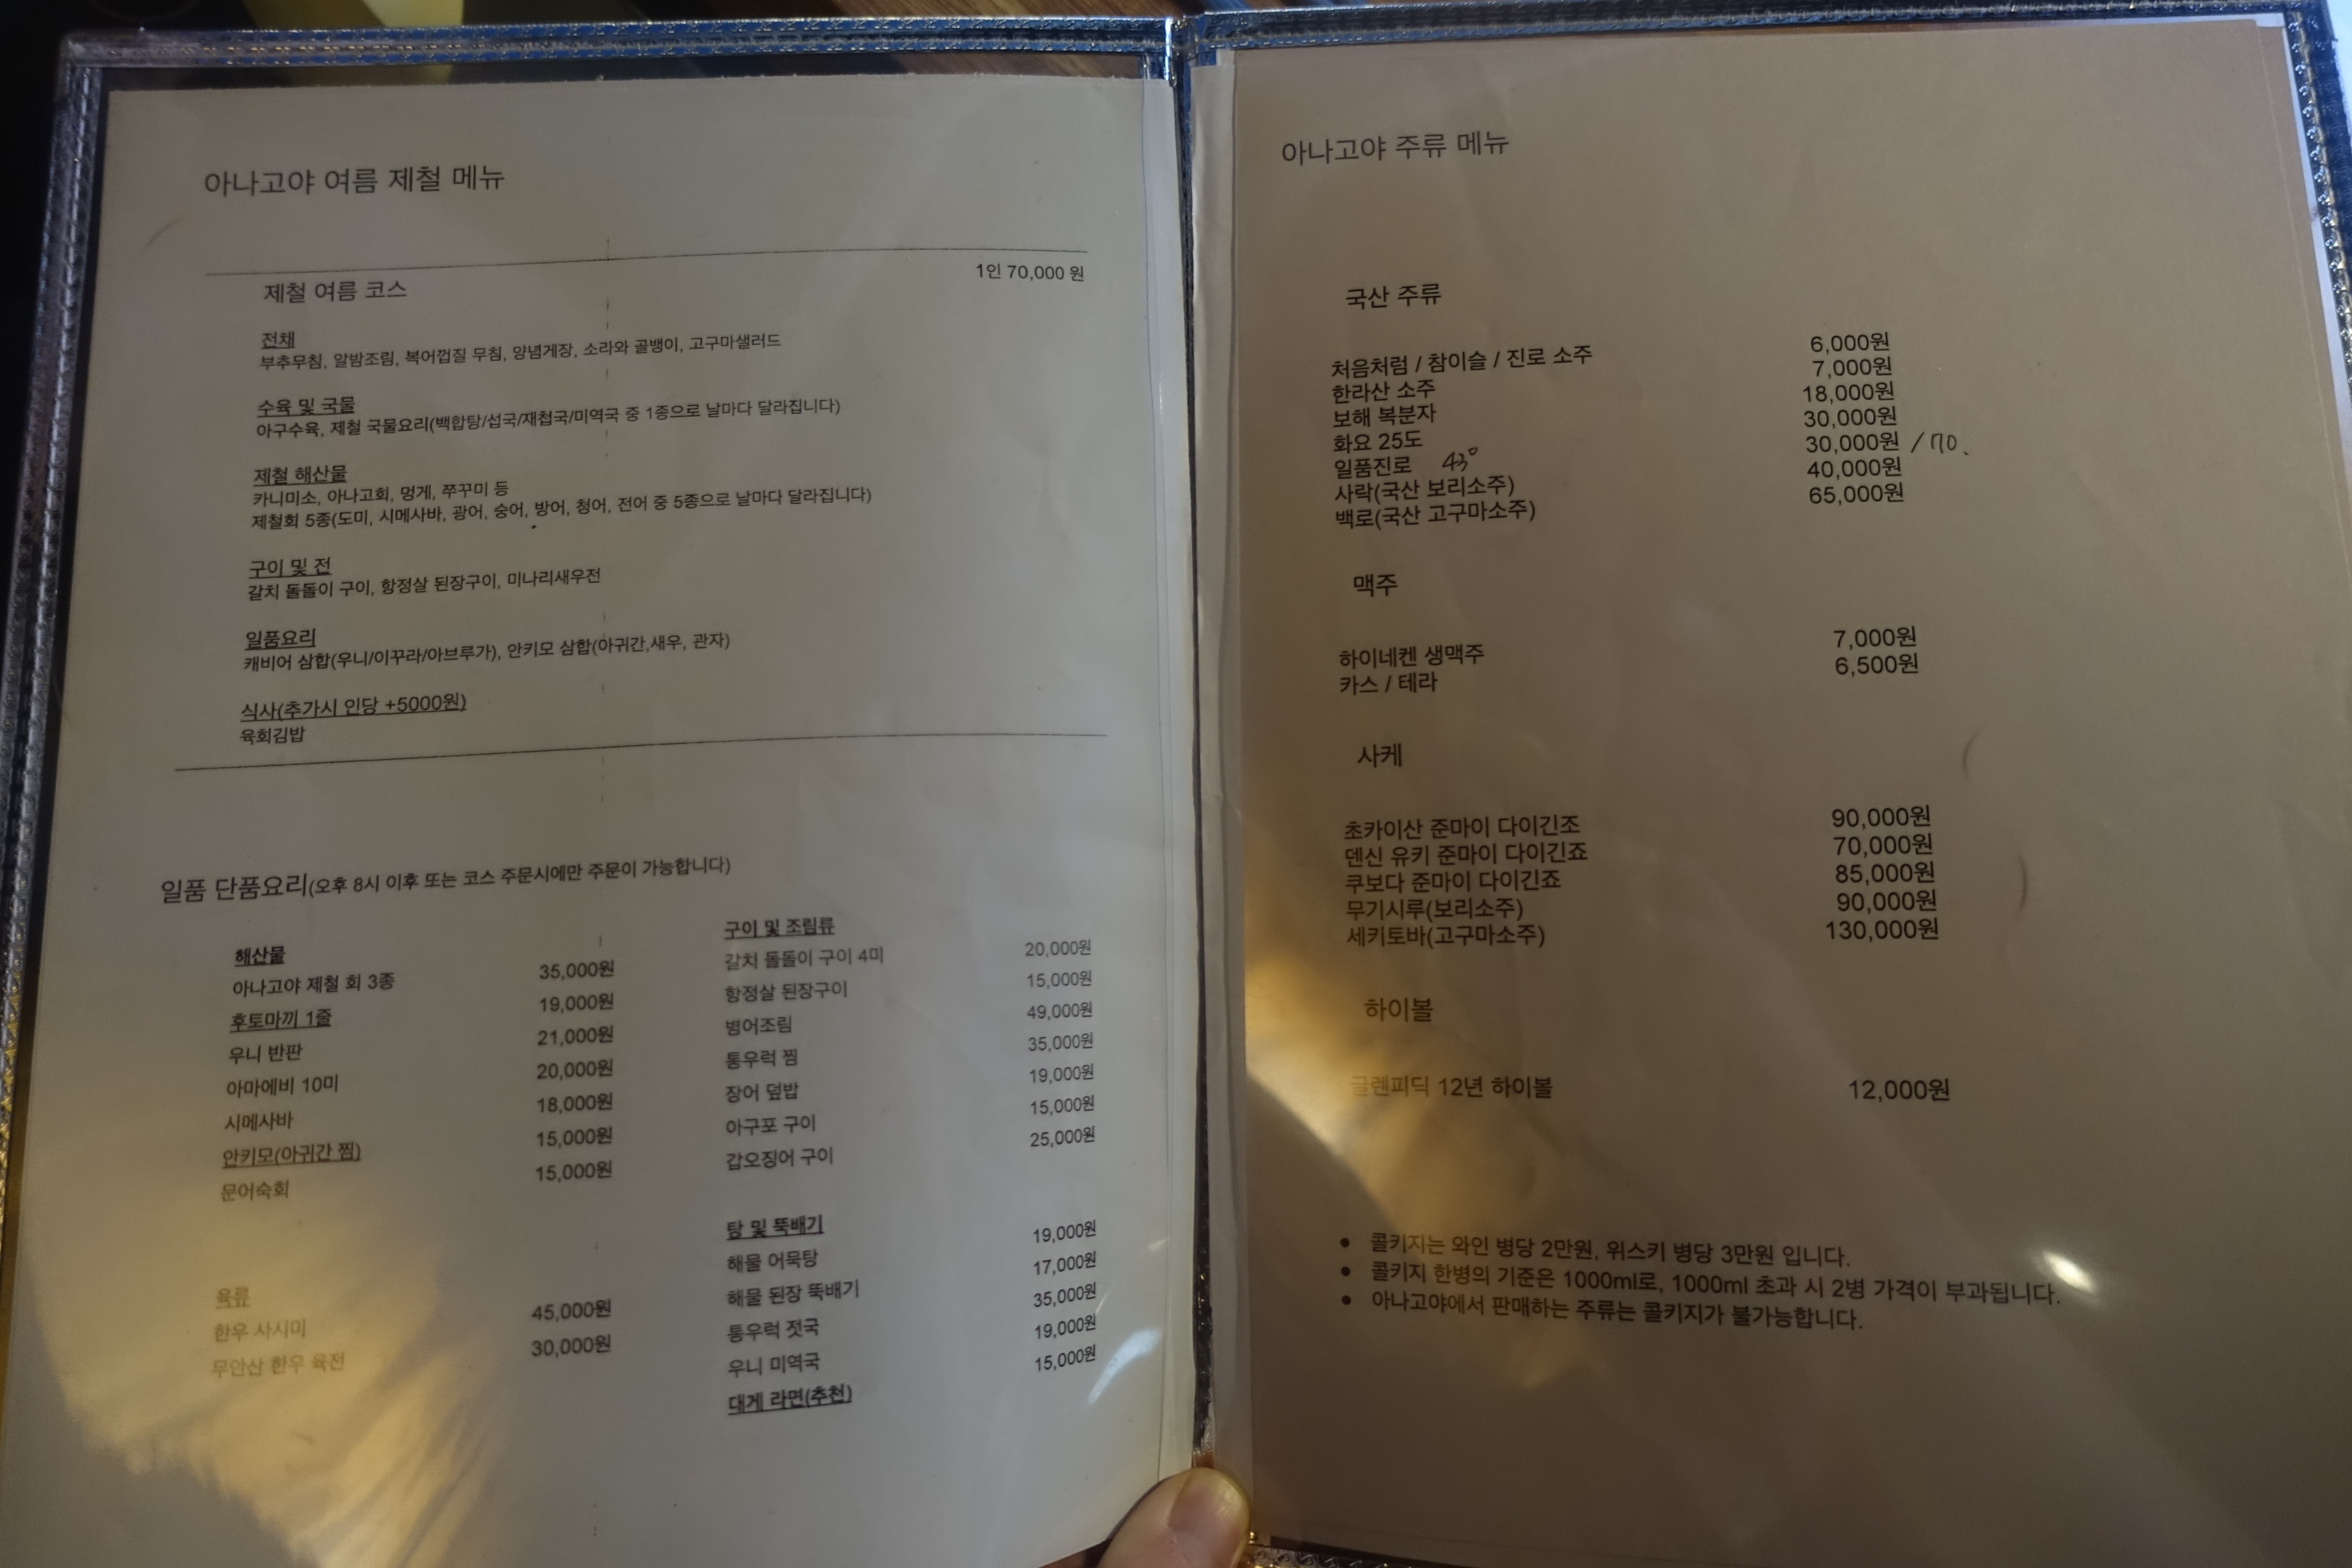 아나고야 여름 제철 메뉴
제철 여름 코스 1인 70,000 원
전채
부추무침, 알밤조림, 복어껍질 무침, 양념게장, 소라와 골뱅이, 고구마샐러드
수육 및 국물
아구수육, 제철 국물요리(백합탕/섭국/재첩국/미역국 중 1종으로 날마다 달라집니다)
제철 해산물
카니미소, 아나고회, 멍게, 쭈꾸미 등
제철회 5종(도미, 시메사바, 광어, 숭어, 방어, 청어, 전어 중 5종으로 날마다 달라집니다)
구이 및 전
갈치 돌돌이 구이, 항정살 된장구이, 미나리새우전
일품요리
캐비어 삼합(우니/이꾸라/아브루가), 안키모 삼합(아귀간,새우, 관자)
식사(추가시 인당 +5000원)
육회김밥
일품 단품요리(오후 8시 이후 또는 코스 주문시에만 주문이 가능합니다)
해산물
아나고야 제철 회 3종 35,000원
후토마끼 1줄 19,000원
우니 반판 21,000원
아마에비 10미 20,000원
시메사바 18,000원
안키모(아귀간 찜) 15,000원
문어숙회 15,000원
육류
한우 사시미 45,000원
무안산 한우 육전 30,000원
구이 및 조림류
갈치 돌돌이 구이 4미 20,000원
항정살 된장구이 15,000원
병어조림 49,000원
통우럭 찜 35,000원
장어 덮밥 19,000원
아구포 구이 15,000원
갑오징어 구이 25,000원
탕 및 뚝배기
해물 어묵탕 19,000원
해물 된장 뚝배기 17,000원
통우럭 젓국 35,000원
우니 미역국 19,000원
대게 라면(추천) 15,000원
아나고야 주류 메뉴
국산 주류
처음처럼 / 참이슬 / 진로 소주 6,000원
한라산 소주 7,000원
보해 복분자 18,000원
화요 25도 30,000원
일품진로 43° 30,000원 / 70.
사락(국산 보리소주) 40,000원
백로(국산 고구마소주) 65,000원
맥주
하이네켄 생맥주 7,000원
카스 / 테라 6,500원
사케
초카이산 준마이 다이긴조 90,000원
덴신 유키 준마이 다이긴죠 70,000원
쿠보다 준마이 다이긴죠 85,000원
무기시루(보리소주) 90,000원
세키토바(고구마소주) 130,000원
하이볼
글렌피딕 12년 하이볼 12,000원
● 콜키지는 와인 병당 2만원, 위스키 병당 3만원 입니다.
● 콜키지 한병의 기준은 1000ml로, 1000ml 초과 시 2병 가격이 부과됩니다.
● 아나고야에서 판매하는 주류는 콜키지가 불가능합니다.